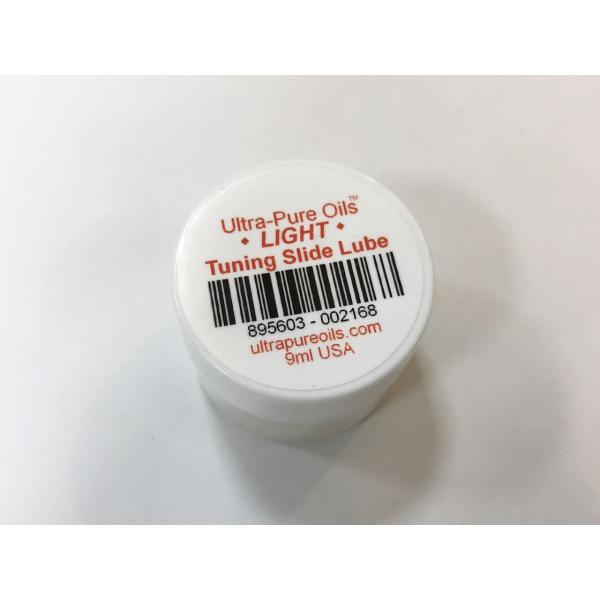 Ultra-Pure Oils™
• LIGHT •
Tuning Slide Lube
895603 - 002168
ultrapureoils.com
9ml USA